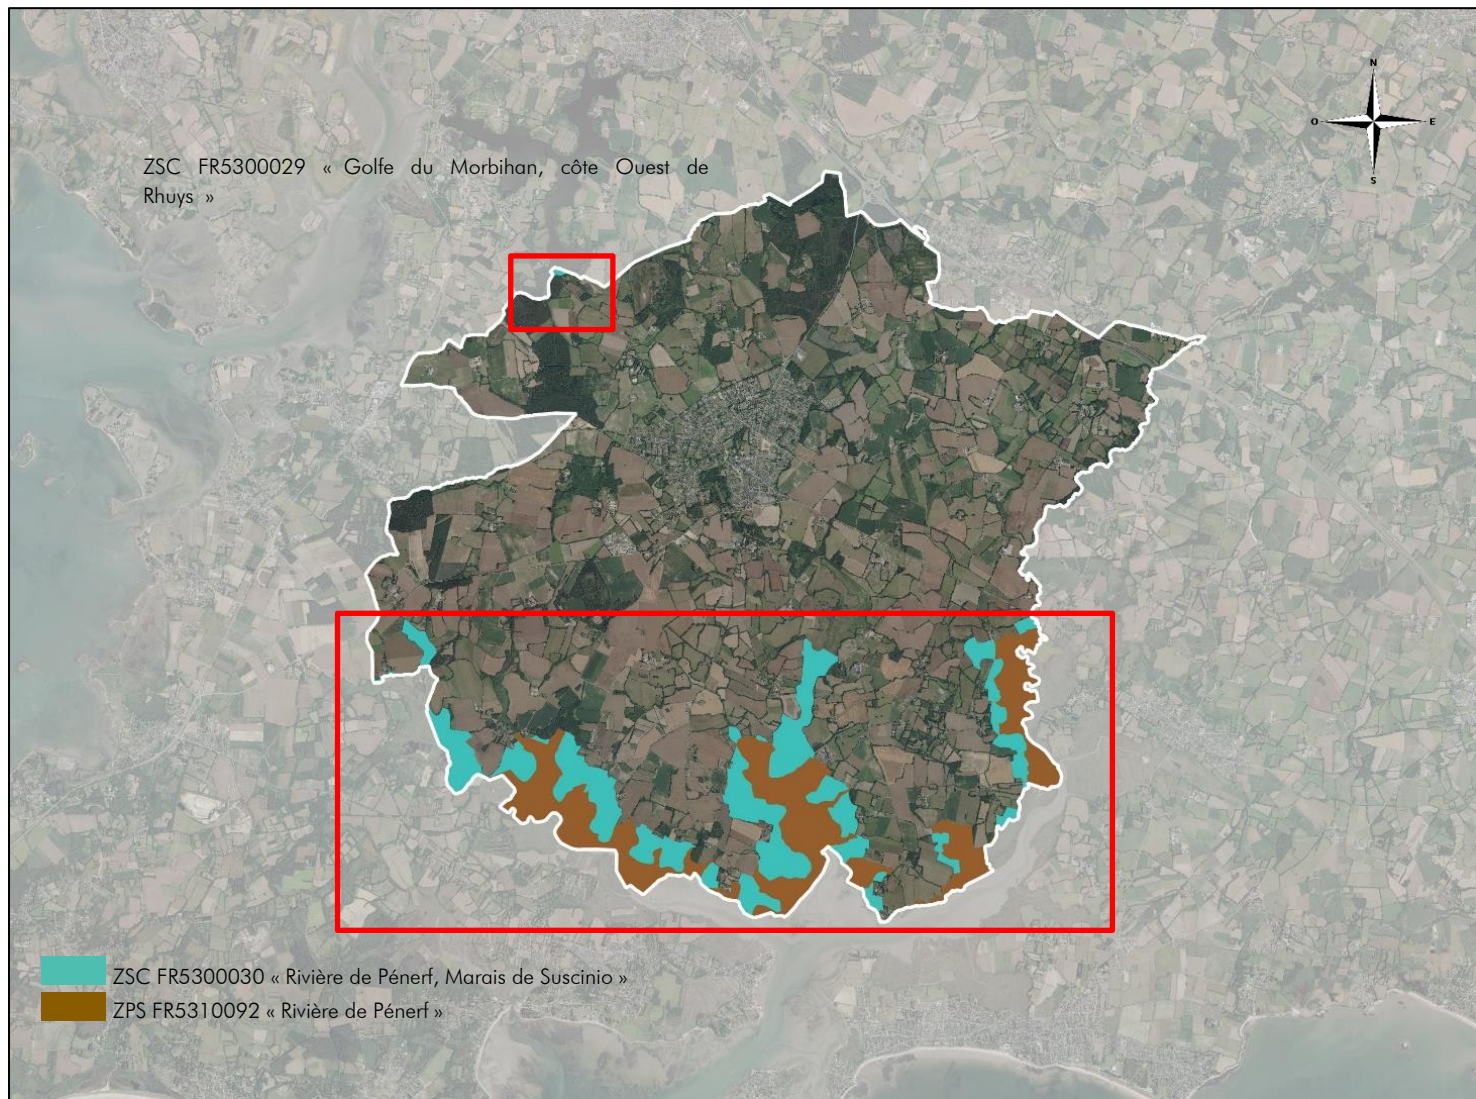 N
O E
S
ZSC FR5300029 « Golfe du Morbihan, côte Ouest de
Rhuys »
ZSC FR5300030 « Rivière de Pénerf, Marais de Suscinio »
ZPS FR5310092 « Rivière de Pénerf »